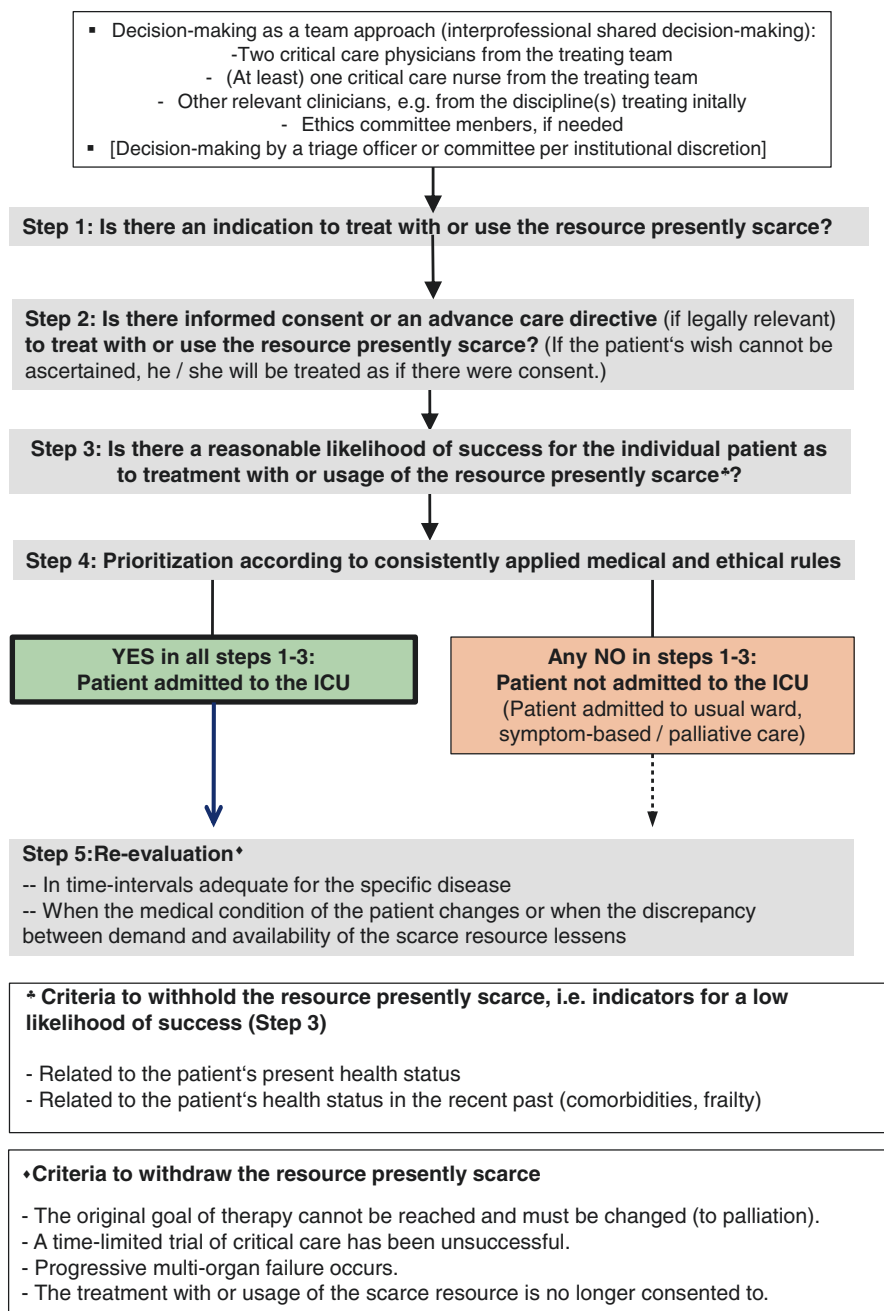 ▪ Decision-making as a team approach (interprofessional shared decision-making):
-Two critical care physicians from the treating team
- (At least) one critical care nurse from the treating team
- Other relevant clinicians, e.g. from the discipline(s) treating initally
- Ethics committee menbers, if needed
▪ [Decision-making by a triage officer or committee per institutional discretion]
Step 1: Is there an indication to treat with or use the resource presently scarce?
Step 2: Is there informed consent or an advance care directive (if legally relevant)
to treat with or use the resource presently scarce? (If the patient‘s wish cannot be
ascertained, he / she will be treated as if there were consent.)
Step 3: Is there a reasonable likelihood of success for the individual patient as
to treatment with or usage of the resource presently scarce♣?
Step 4: Prioritization according to consistently applied medical and ethical rules
YES in all steps 1-3:
Patient admitted to the ICU
Any NO in steps 1-3:
Patient not admitted to the ICU
(Patient admitted to usual ward,
symptom-based / palliative care)
Step 5:Re-evaluation♦
-- In time-intervals adequate for the specific disease
-- When the medical condition of the patient changes or when the discrepancy
between demand and availability of the scarce resource lessens
♣ Criteria to withhold the resource presently scarce, i.e. indicators for a low
likelihood of success (Step 3)
- Related to the patient‘s present health status
- Related to the patient‘s health status in the recent past (comorbidities, frailty)
♦Criteria to withdraw the resource presently scarce
- The original goal of therapy cannot be reached and must be changed (to palliation).
- A time-limited trial of critical care has been unsuccessful.
- Progressive multi-organ failure occurs.
- The treatment with or usage of the scarce resource is no longer consented to.